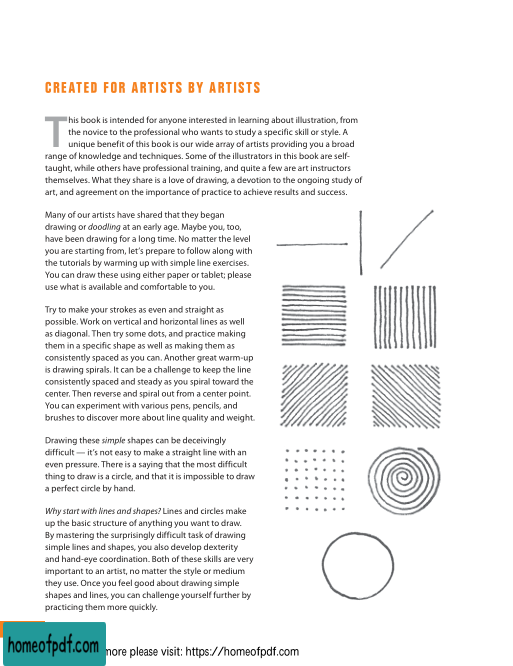 CREATED FOR ARTISTS BY ARTISTS
This book is intended for anyone interested in learning about illustration, from
the novice to the professional who wants to study a specific skill or style. A
unique benefit of this book is our wide array of artists providing you a broad
range of knowledge and techniques. Some of the illustrators in this book are self-
taught, while others have professional training, and quite a few are art instructors
themselves. What they share is a love of drawing, a devotion to the ongoing study of
art, and agreement on the importance of practice to achieve results and success.
Many of our artists have shared that they began
drawing or doodling at an early age. Maybe you, too,
have been drawing for a long time. No matter the level
you are starting from, let's prepare to follow along with
the tutorials by warming up with simple line exercises.
You can draw these using either paper or tablet; please
use what is available and comfortable to you.
Try to make your strokes as even and straight as
possible. Work on vertical and horizontal lines as well
as diagonal. Then try some dots, and practice making
them in a specific shape as well as making them as
consistently spaced as you can. Another great warm-up
is drawing spirals. It can be a challenge to keep the line
consistently spaced and steady as you spiral toward the
center. Then reverse and spiral out from a center point.
You can experiment with various pens, pencils, and
brushes to discover more about line quality and weight.
Drawing these simple shapes can be deceivingly
difficult — it's not easy to make a straight line with an
even pressure. There is a saying that the most difficult
thing to draw is a circle, and that it is impossible to draw
a perfect circle by hand.
Why start with lines and shapes? Lines and circles make
up the basic structure of anything you want to draw.
By mastering the surprisingly difficult task of drawing
simple lines and shapes, you also develop dexterity
and hand-eye coordination. Both of these skills are very
important to an artist, no matter the style or medium
they use. Once you feel good about drawing simple
shapes and lines, you can challenge yourself further by
practicing them more quickly.
homeofpdf.com
more please visit: https://homeofpdf.com